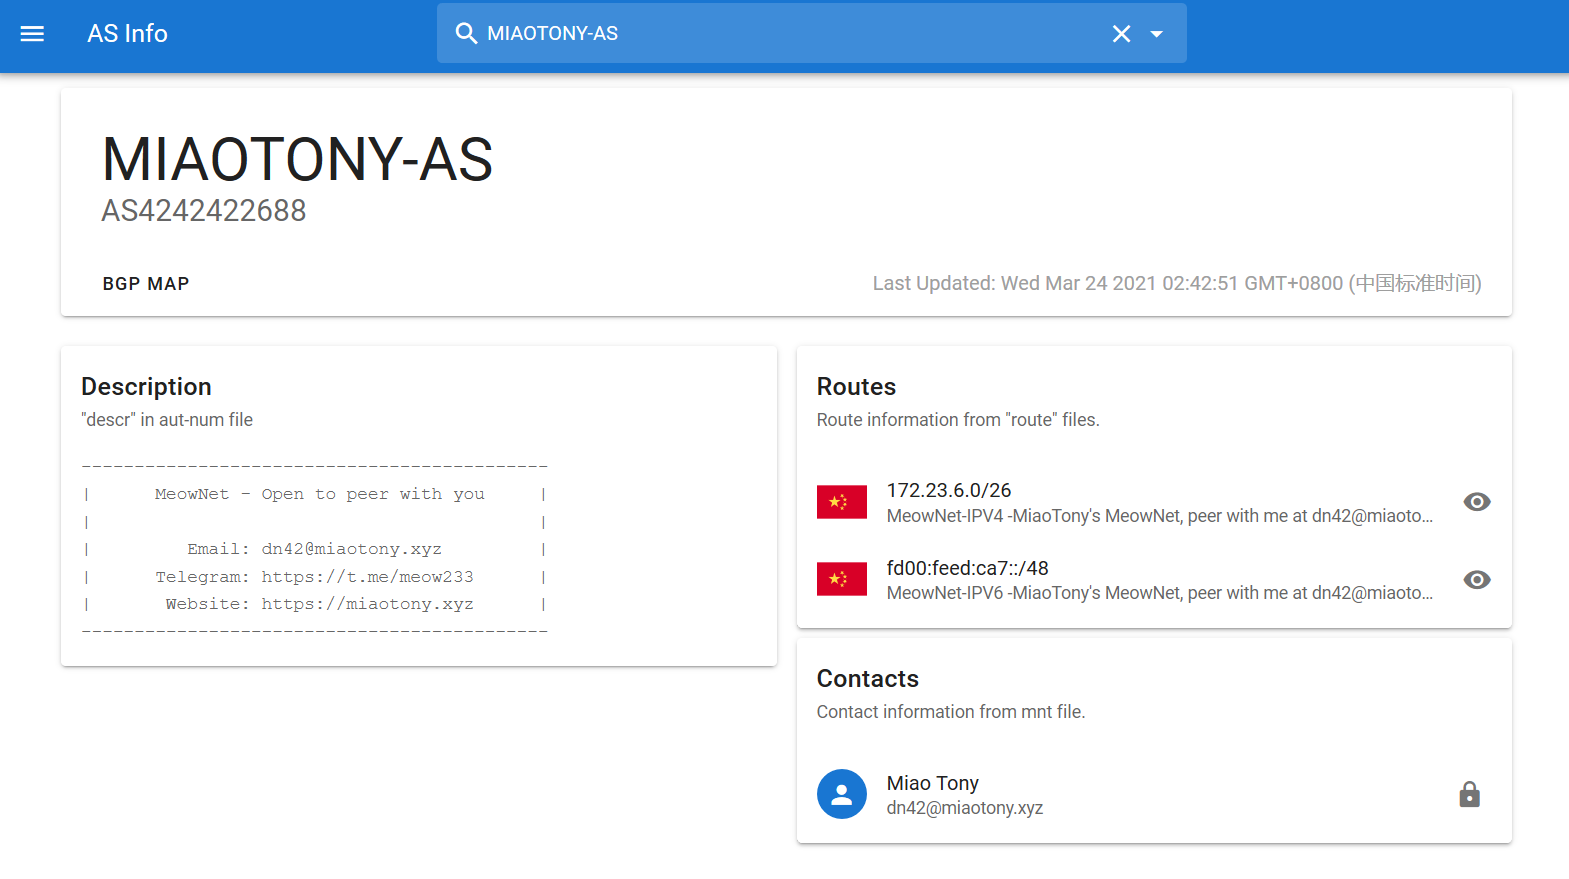 AS Info
MIAOTONY-AS
MIAOTONY-AS
AS4242422688
BGP MAP
Last Updated: Wed Mar 24 2021 02:42:51 GMT+0800 (中国标准时间)
Description
"descr" in aut-num file
--------------------------------------------
| MeowNet - Open to peer with you |
| |
| Email: dn42@miaotony.xyz |
| Telegram: https://t.me/meow233 |
| Website: https://miaotony.xyz |
--------------------------------------------
Routes
Route information from "route" files.
172.23.6.0/26
MeowNet-IPV4 -MiaoTony's MeowNet, peer with me at dn42@miaoto...
fd00:feed:ca7::/48
MeowNet-IPV6 -MiaoTony's MeowNet, peer with me at dn42@miaoto...
Contacts
Contact information from mnt file.
Miao Tony
dn42@miaotony.xyz